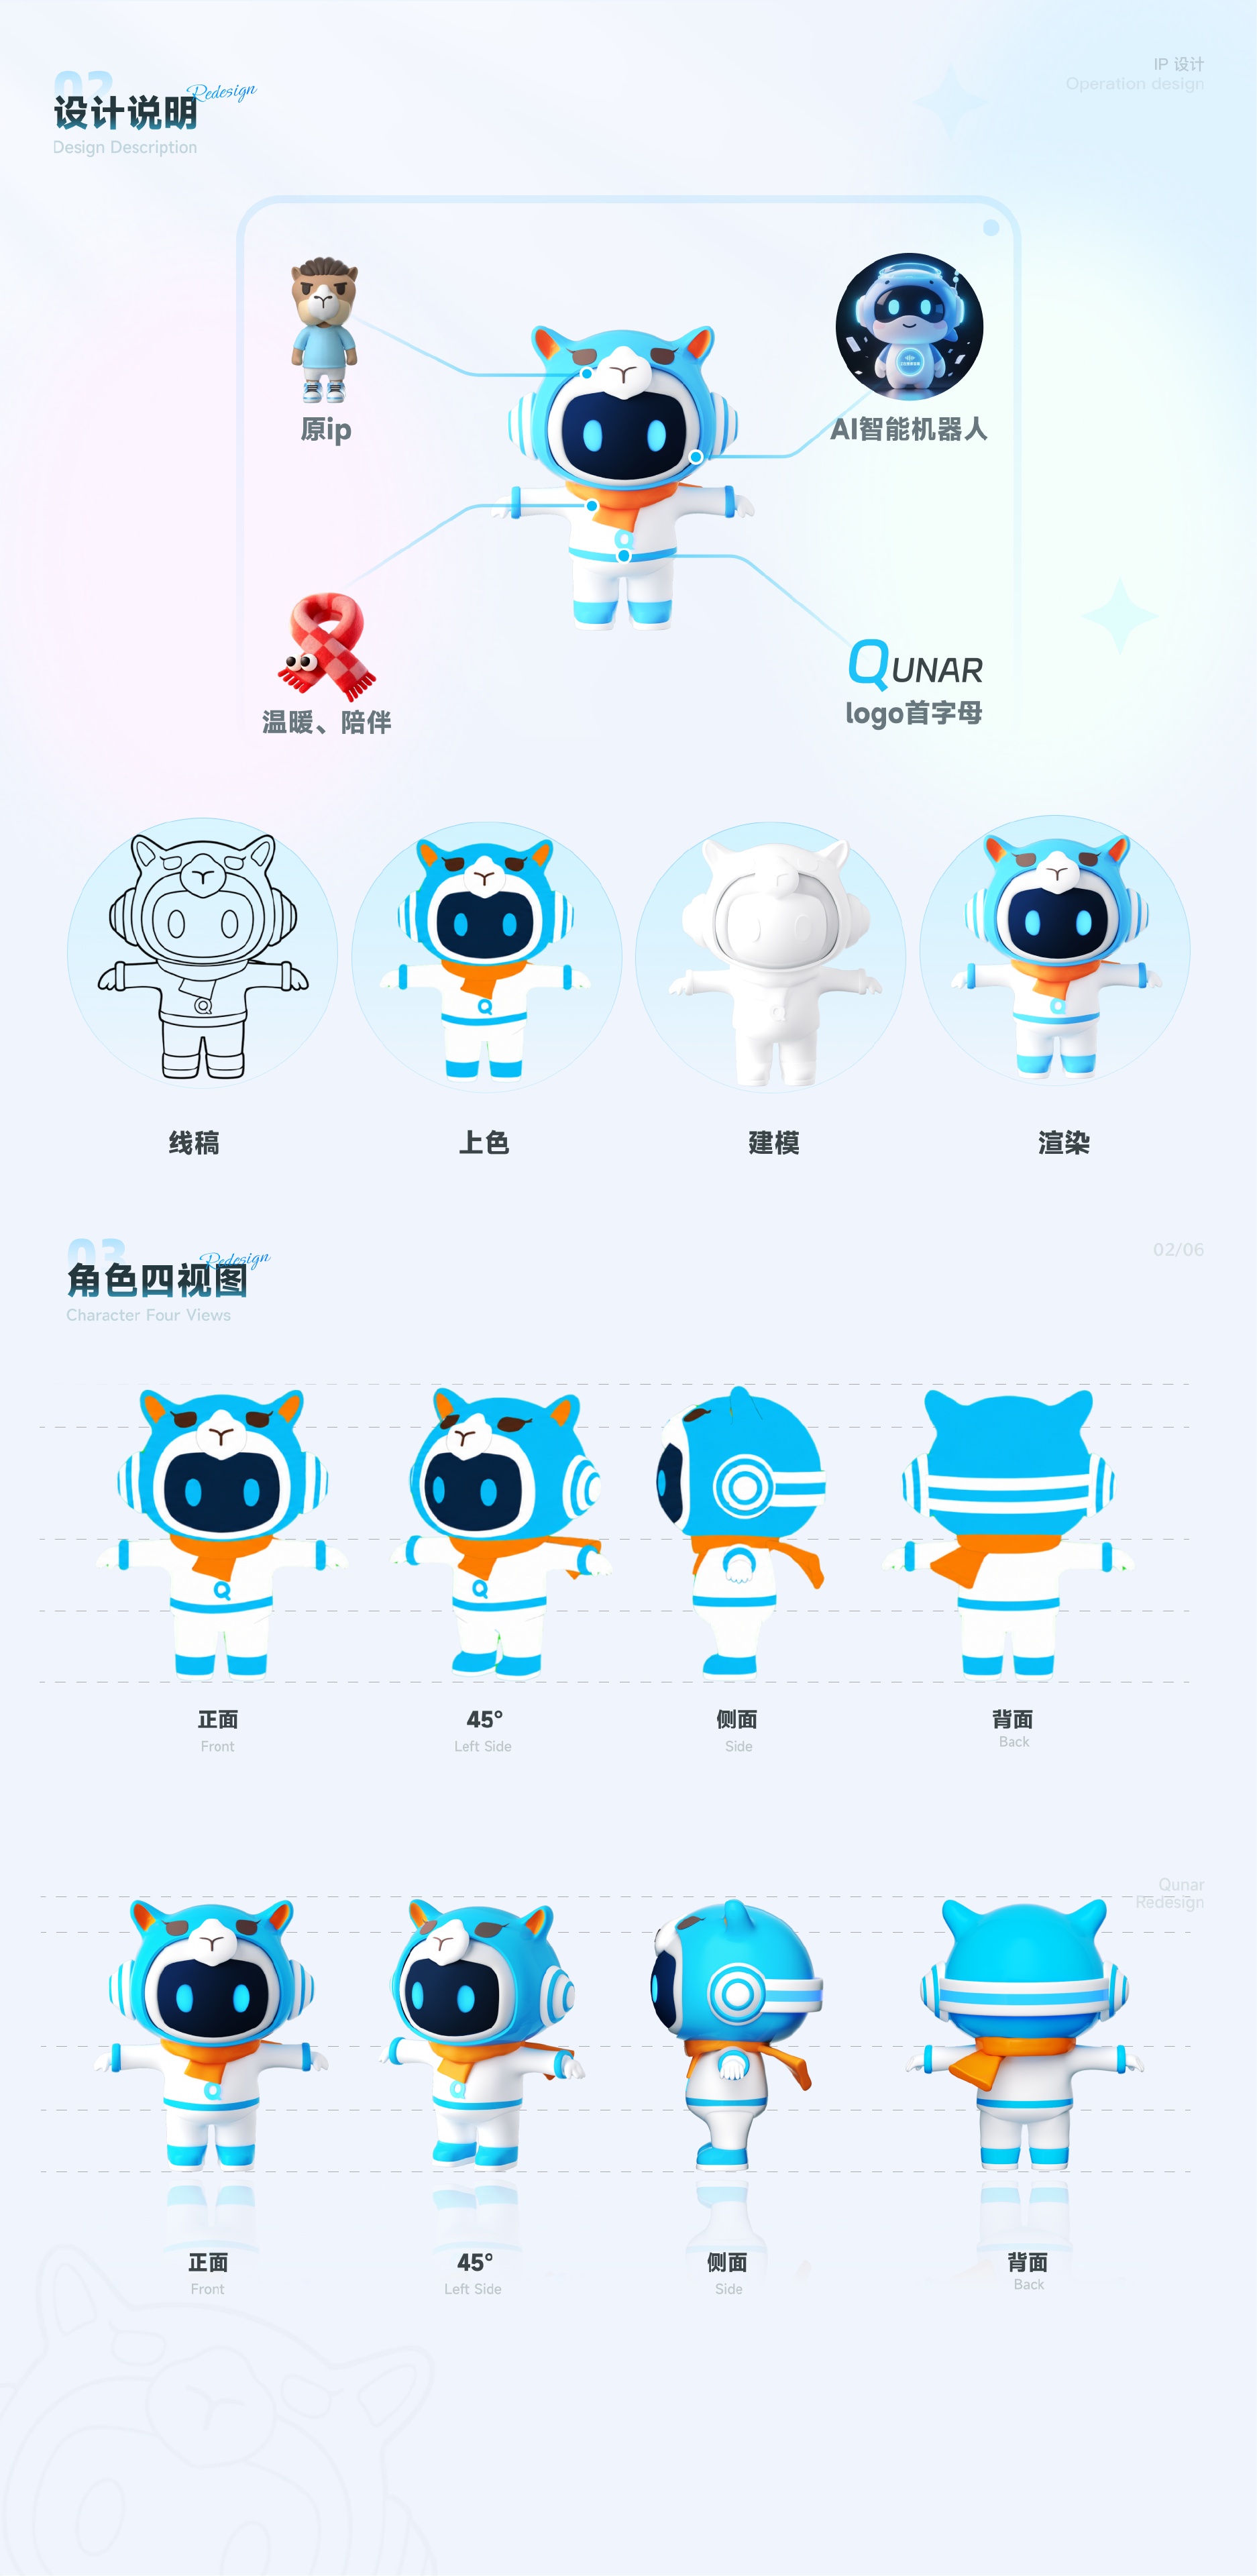 02
设计说明
Redesign
Design Description
IP 设计
Operation design
原ip
AI智能机器人
Q
温暖、陪伴
QUNAR
logo首字母
Q
Q
Q
Q
线稿
上色
建模
渲染
03
角色四视图
Redesign
Character Four Views
02/06
Q
Q
正面
45°
侧面
背面
Front
Left Side
Side
Back
Qunar
Redesign
Q
Q
正面
45°
侧面
背面
Front
Left Side
Side
Back